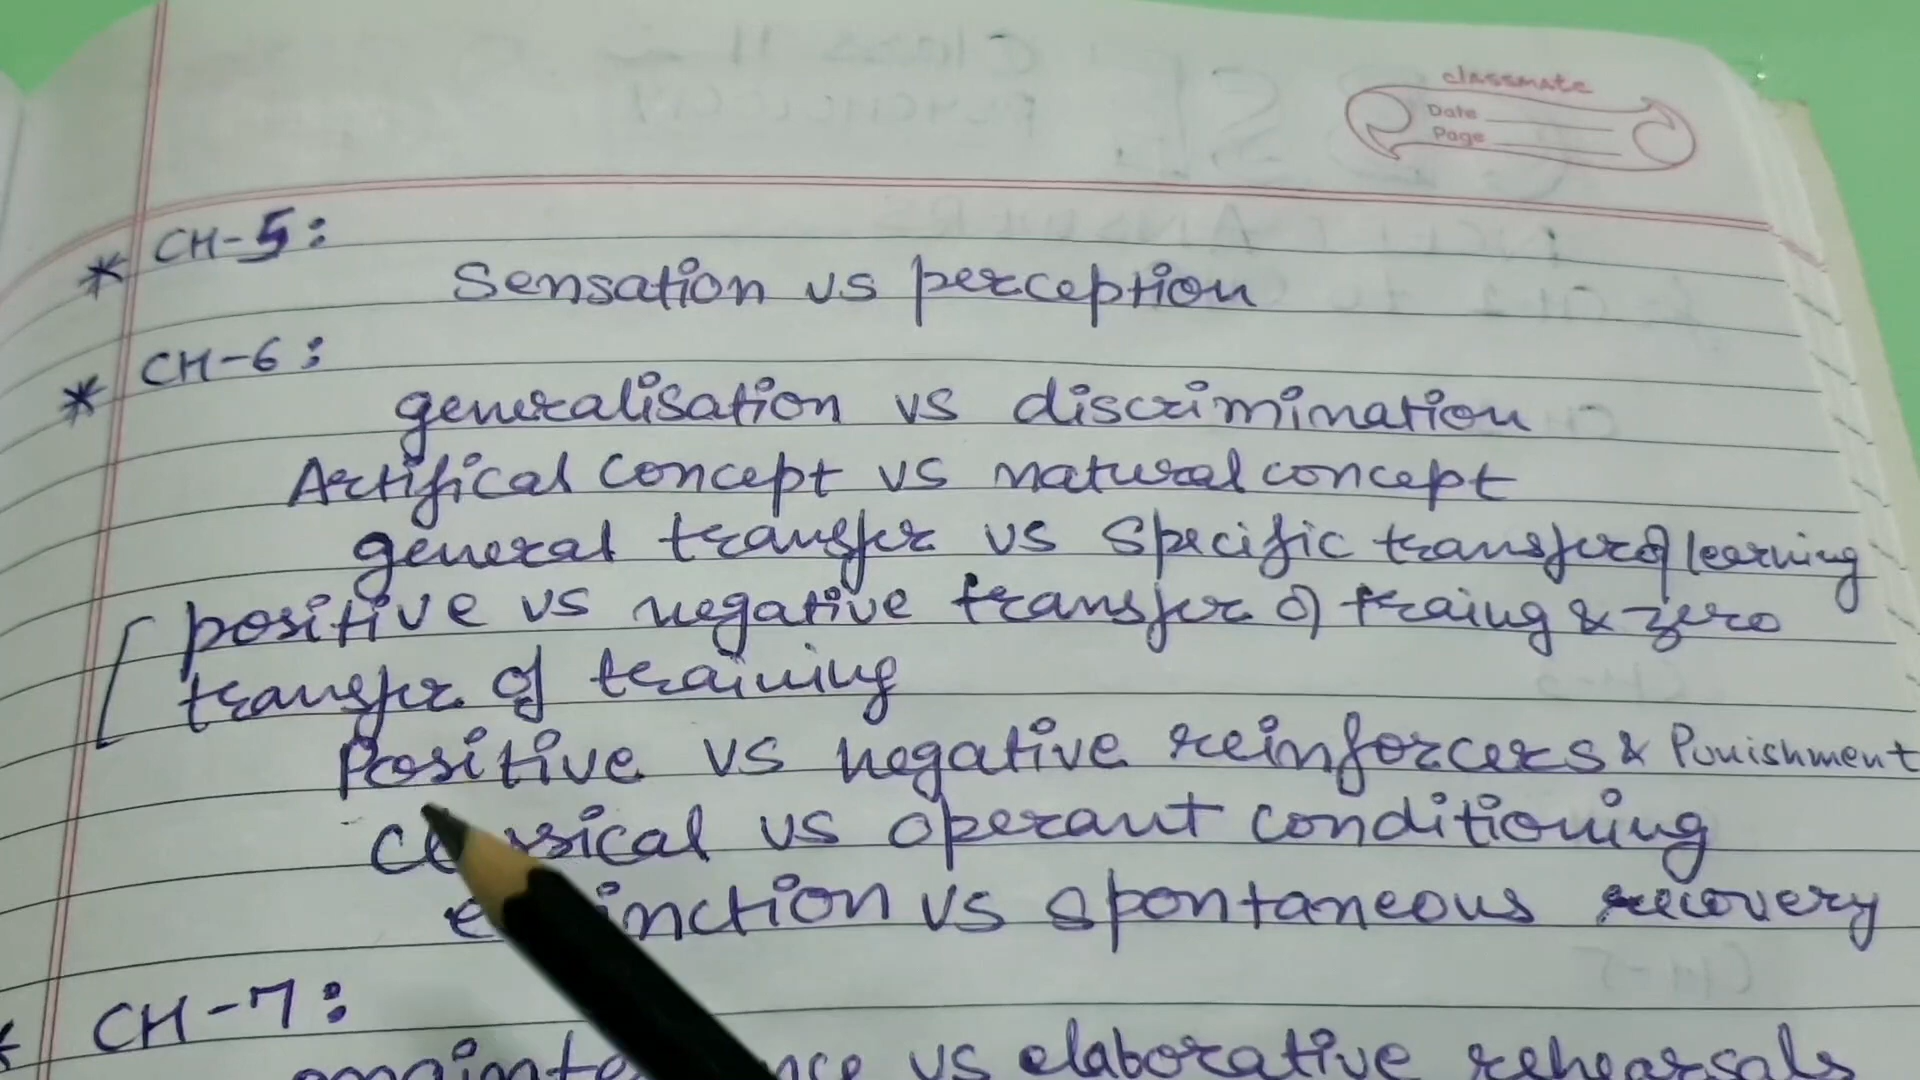 classmate
Date
Page
* CH-5:
Sensation vs perception
* CH-6:
generalisation vs discrimination
Artifical concept vs natural concept
general transfer vs specific transfer of learning
positive vs negative transfer of traing & zero
transfer of training
Positive vs negative reinforcers & Punishment
classical vs operant conditioning
extinction vs spontaneous recovery
* CH-7:
vs elaborative rehearsals